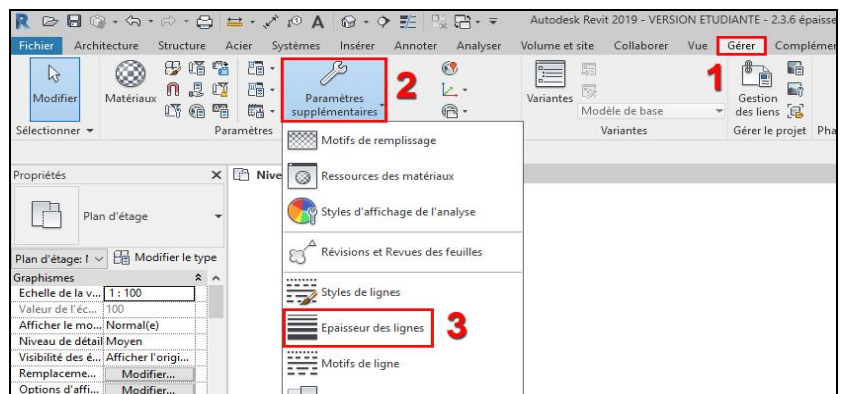 Autodesk Revit 2019 - VERSION ETUDIANTE - 2.3.6 épaisse
Fichier Architecture Structure Acier Systèmes Insérer Annoter Analyser Volume et site Collaborer Vue Gérer Complémer
1
2
Modifier
Matériaux
Paramètres
supplémentaires
Variantes
Modèle de base
Gestion
des liens
Sélectionner
Paramètres
Variantes
Gérer le projet
Pha
Motifs de remplissage
Ressources des matériaux
Styles d'affichage de l'analyse
Révisions et Revues des feuilles
Styles de lignes
Epaisseur des lignes
3
Motifs de ligne
Propriétés
Nive
Plan d'étage
Plan d'étage: Modifier le type
Graphismes
Echelle de la v... 1 : 100
Valeur de l'éc... 100
Afficher le mo... Normal(e)
Niveau de détail Moyen
Visibilité des é... Afficher l'origi...
Remplaceme... Modifier...
Options d'affi... Modifier...